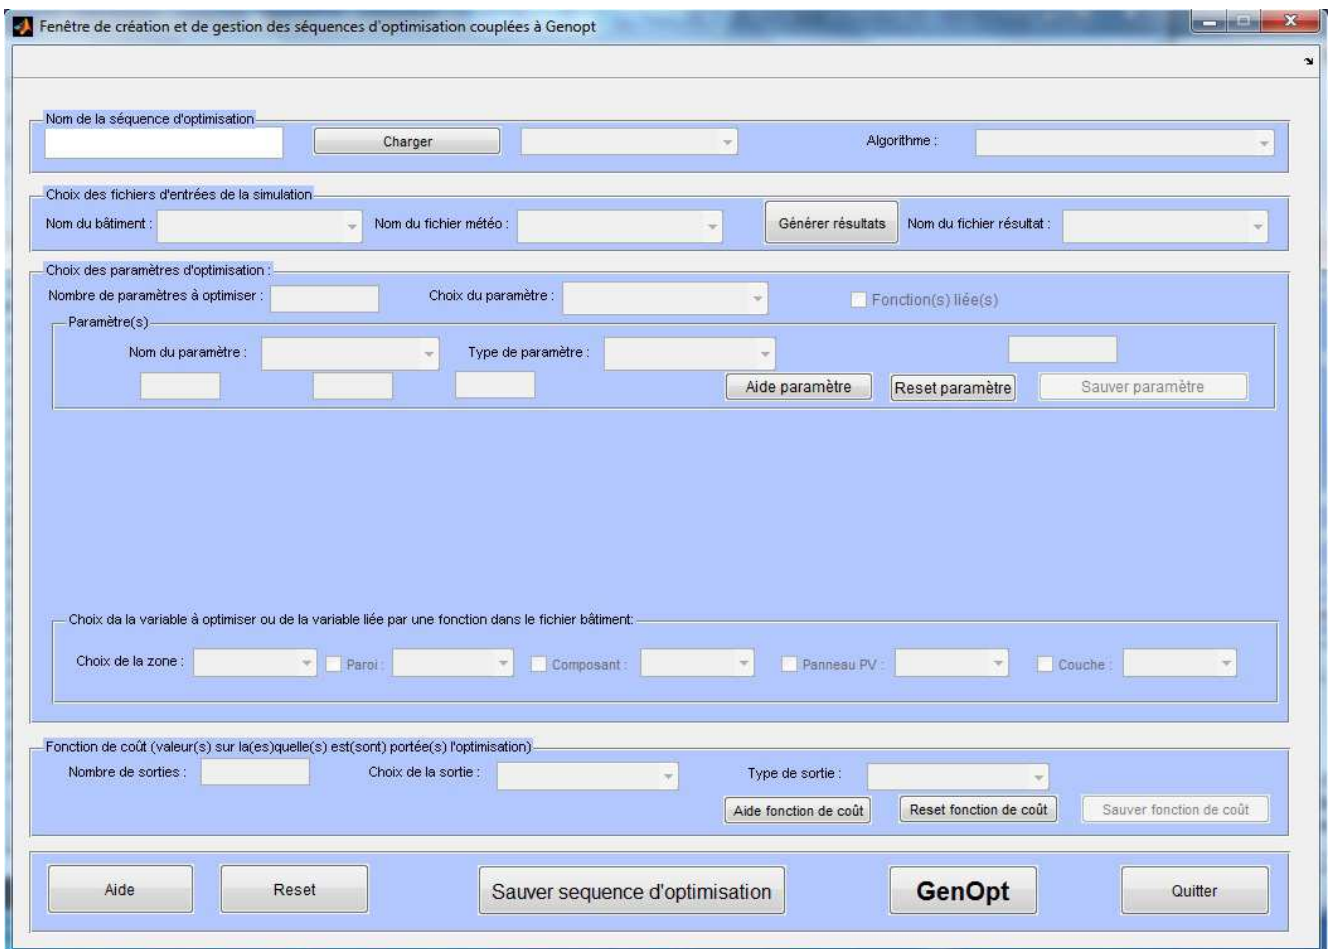 Fenêtre de création et de gestion des séquences d'optimisation couplées à Genopt
Nom de la séquence d'optimisation
Charger
Algorithme :
Choix des fichiers d'entrées de la simulation
Nom du bâtiment : Nom du fichier météo : Générer résultats Nom du fichier résultat :
Choix des paramètres d'optimisation :
Nombre de paramètres à optimiser : Choix du paramètre : Fonction(s) liée(s)
Paramètre(s)
Nom du paramètre : Type de paramètre :
Aide paramètre Reset paramètre Sauver paramètre
Choix da la variable à optimiser ou de la variable liée par une fonction dans le fichier bâtiment:
Choix de la zone : Paroi : Composant : Panneau PV : Couche :
Fonction de coût (valeur(s) sur la(es)quelle(s) est(sont) portée(s) l'optimisation)
Nombre de sorties : Choix de la sortie : Type de sortie :
Aide fonction de coût Reset fonction de coût Sauver fonction de coût
Aide Reset Sauver sequence d'optimisation GenOpt Quitter